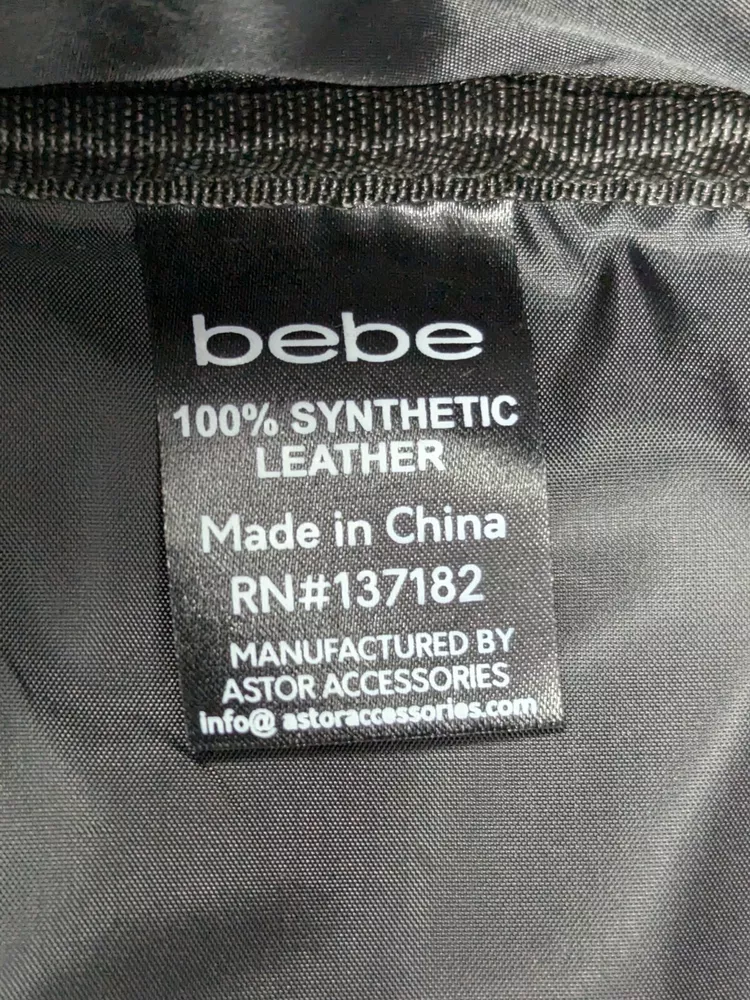 bebe
100% SYNTHETIC
LEATHER
Made in China
RN#137182
MANUFACTURED BY
ASTOR ACCESSORIES
info@ astoraccessories.com